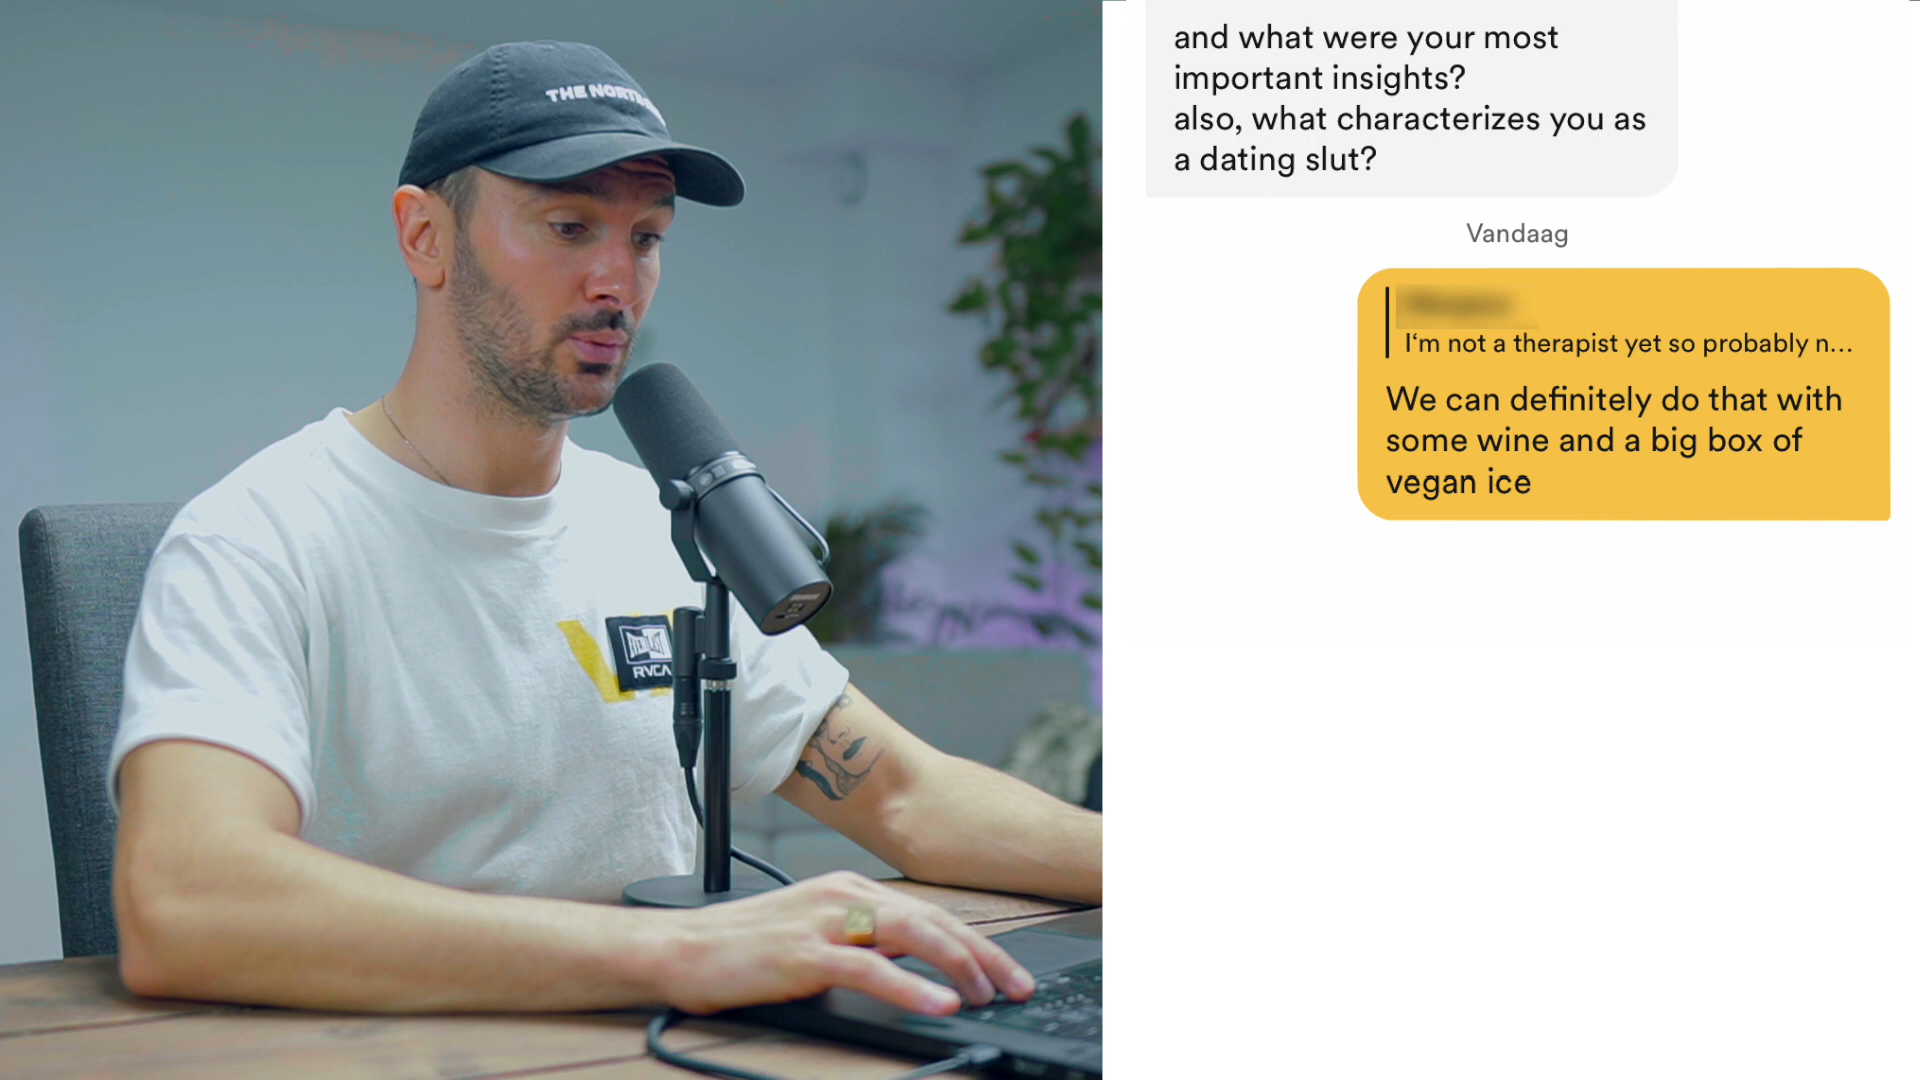 THE NORTH
EVERLAST
RVCA
and what were your most
important insights?
also, what characterizes you as
a dating slut?
Vandaag
I'm not a therapist yet so probably n...
We can definitely do that with
some wine and a big box of
vegan ice